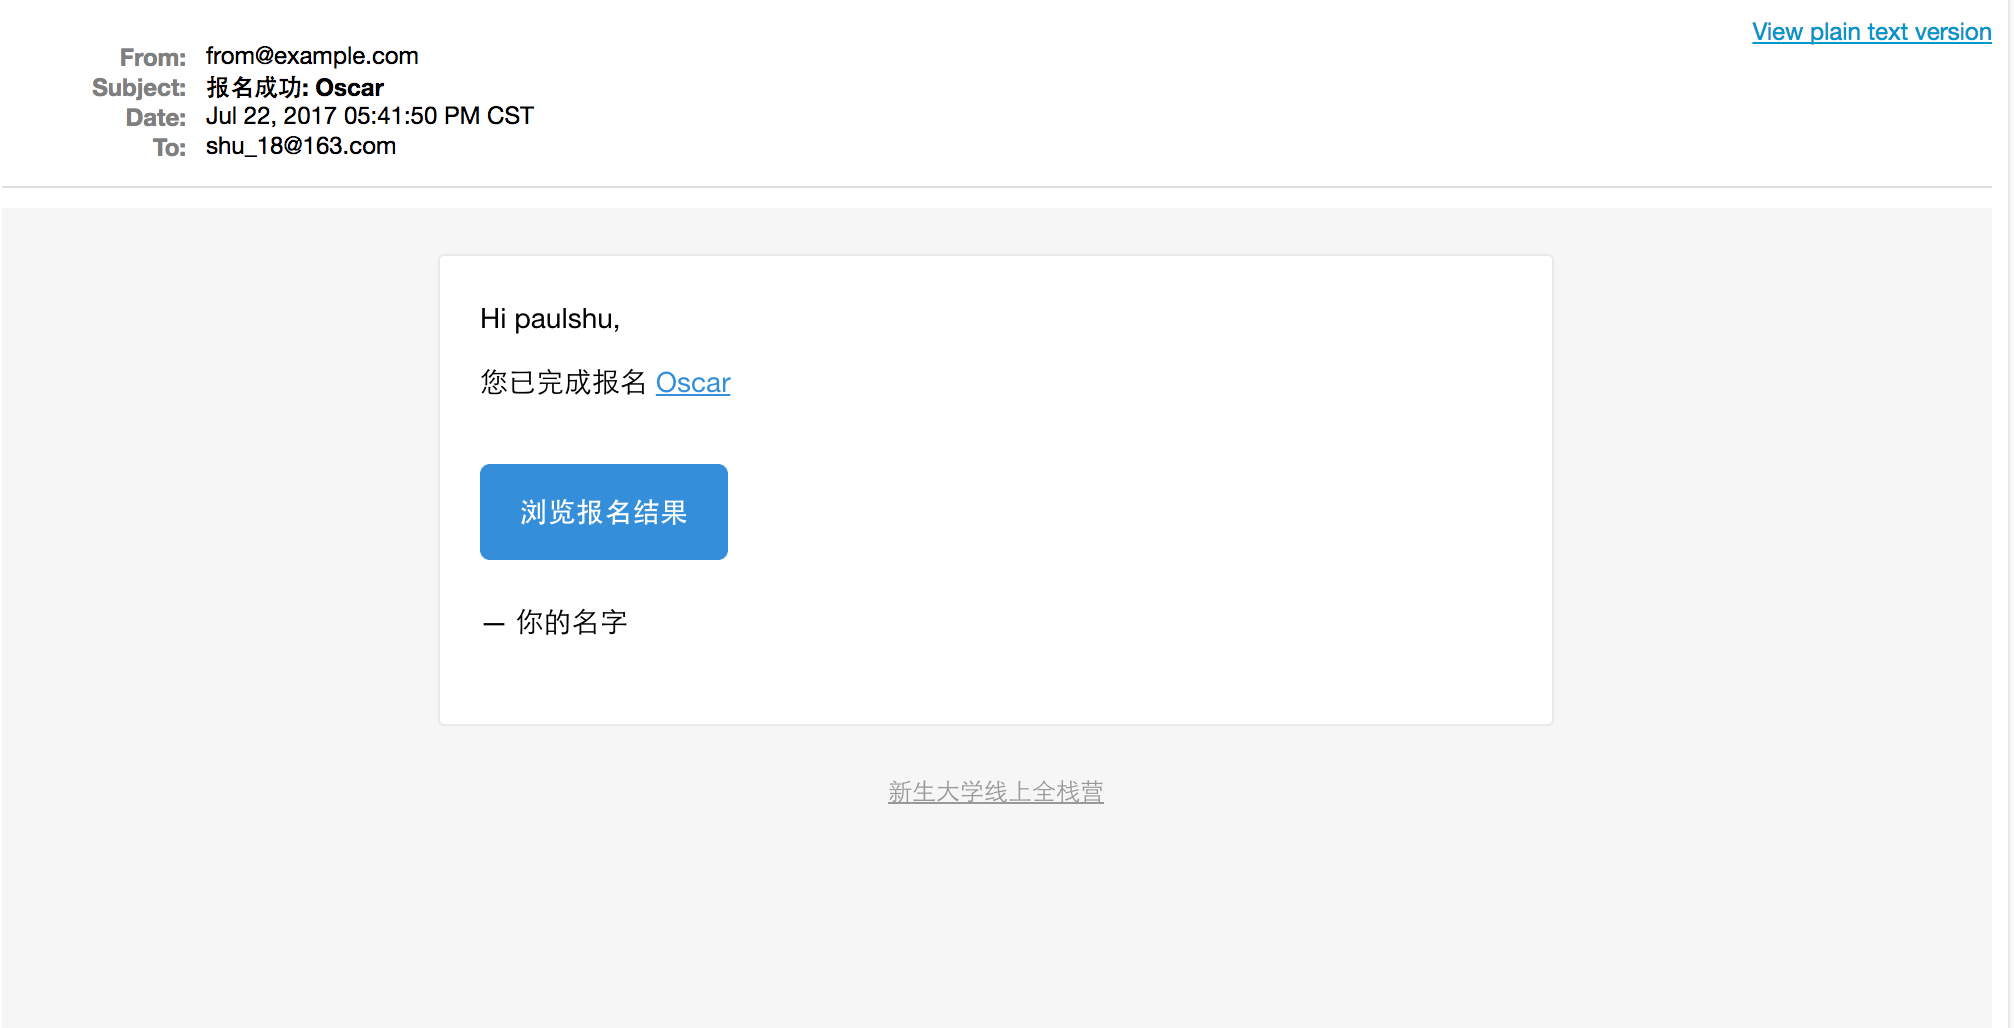 View plain text version
From: from@example.com
Subject: 报名成功: Oscar
Date: Jul 22, 2017 05:41:50 PM CST
To: shu_18@163.com
Hi paulshu,
您已完成报名 Oscar
浏览报名结果
— 你的名字
新生大学线上全栈营